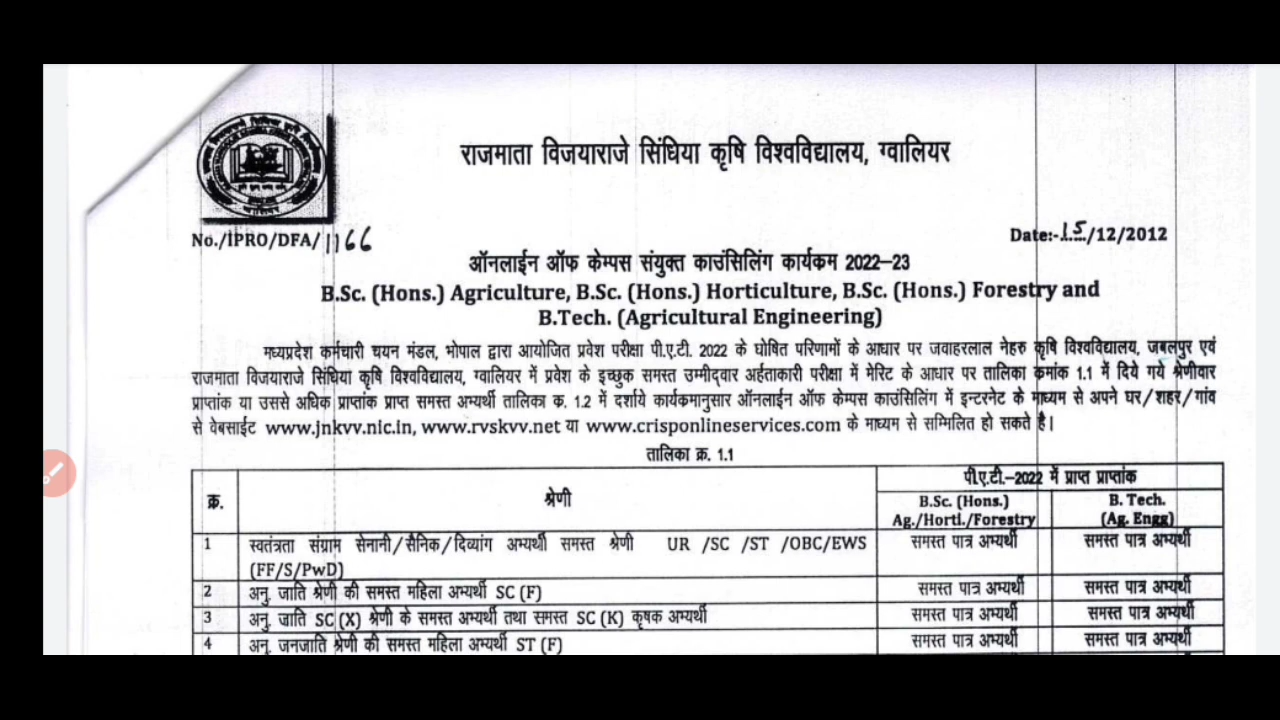 राजमाता विजयाराजे सिंधिया कृषि विश्वविद्यालय, ग्वालियर
No./IPRO/DFA/1166
Date:-15/12/2012
ऑनलाईन ऑफ केम्पस संयुक्त काउंसिलिंग कार्यकम 2022–23
B.Sc. (Hons.) Agriculture, B.Sc. (Hons.) Horticulture, B.Sc. (Hons.) Forestry and
B.Tech. (Agricultural Engineering)
मध्यप्रदेश कर्मचारी चयन मंडल, भोपाल द्वारा आयोजित प्रवेश परीक्षा पी.ए.टी. 2022 के घोषित परिणामों के आधार पर जवाहरलाल नेहरु कृषि विश्वविद्यालय, जबलपुर एवं
राजमाता विजयाराजे सिंधिया कृषि विश्वविद्यालय, ग्वालियर में प्रवेश के इच्छुक समस्त उम्मीद्वार अर्हताकारी परीक्षा में मेरिट के आधार पर तालिका कमांक 1.1 में दिये गये श्रेणीवार
प्राप्तांक या उससे अधिक प्राप्तांक प्राप्त समस्त अभ्यर्थी तालिका क. 1.2 में दर्शाये कार्यकमानुसार ऑनलाईन ऑफ केम्पस काउंसिलिंग में इन्टरनेट के माध्यम से अपने घर/शहर/गांव
से वेबसाईट www.jnkvv.nic.in, www.rvskvv.net या www.crisponlineservices.com के माध्यम से सम्मिलित हो सकते है।
तालिका क्र. 1.1
क्र.
श्रेणी
पी.ए.टी.–2022 में प्राप्त प्राप्तांक
B.Sc. (Hons.)
Ag./Horti./Forestry
B. Tech.
(Ag. Engg)
1 स्वतंत्रता संग्राम सेनानी/सैनिक/दिव्यांग अभ्यर्थी समस्त श्रेणी UR /SC /ST /OBC/EWS समस्त पात्र अभ्यर्थी समस्त पात्र अभ्यर्थी
(FF/S/PwD)
2 अनु. जाति श्रेणी की समस्त महिला अभ्यर्थी SC (F) समस्त पात्र अभ्यर्थी समस्त पात्र अभ्यर्थी
3 अनु. जाति SC (X) श्रेणी के समस्त अभ्यर्थी तथा समस्त SC (K) कृषक अभ्यर्थी समस्त पात्र अभ्यर्थी समस्त पात्र अभ्यर्थी
4 अनु. जनजाति श्रेणी की समस्त महिला अभ्यर्थी ST (F) समस्त पात्र अभ्यर्थी समस्त पात्र अभ्यर्थी